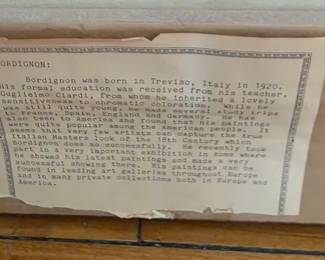 BORDIGNON:
Bordignon was born in Treviso, Italy in 1920.
His formal education was received from his teacher,
Guglielmo Ciardi, from whom he inherited a lovely
sensitiveness to chromatic coloration. While he
was still quite young, he made several study trips
to Frence, Spain, England and Germany. He has
also been to America and found that his paintings
were quite popular among the American people. It
seems that very few artists can capture the true
Italian Masters look of the 18th Century which
Bordignon does so successfully. He recently took
part in a very important exhibition in Rome where
he showed his latest paintings and made a very
successful showing there. His paintings can be
found in leading art galleries throughout Europe
and in many private collections both in Europe and
America.